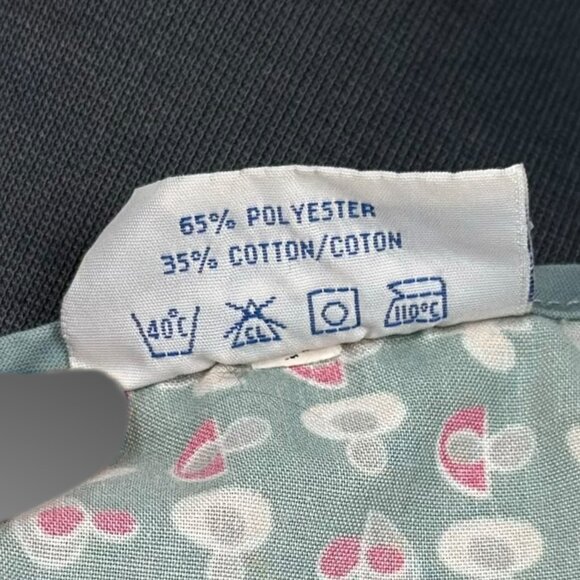 65% POLYESTER
35% COTTON/COTON
40°C CL 110°C